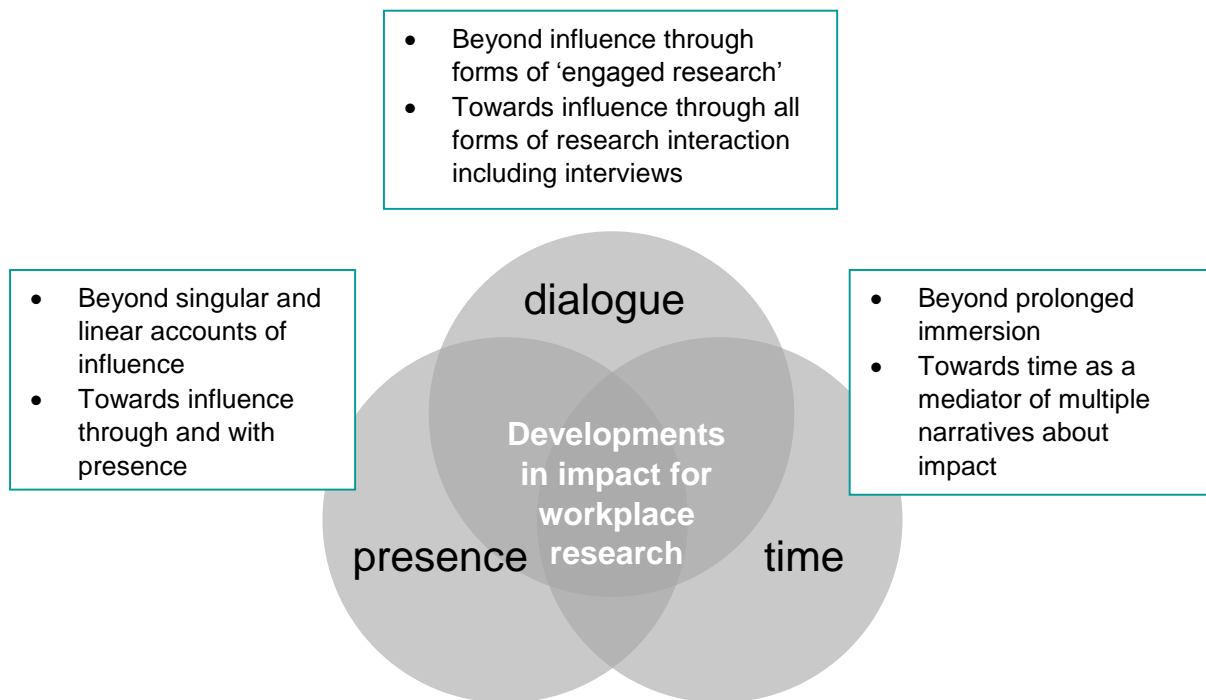 • Beyond influence through
forms of ‘engaged research’
• Towards influence through all
forms of research interaction
including interviews
• Beyond singular and
linear accounts of
influence
• Towards influence
through and with
presence
dialogue
• Beyond prolonged
immersion
• Towards time as a
mediator of multiple
narratives about
impact
Developments
in impact for
workplace
research
presence
time